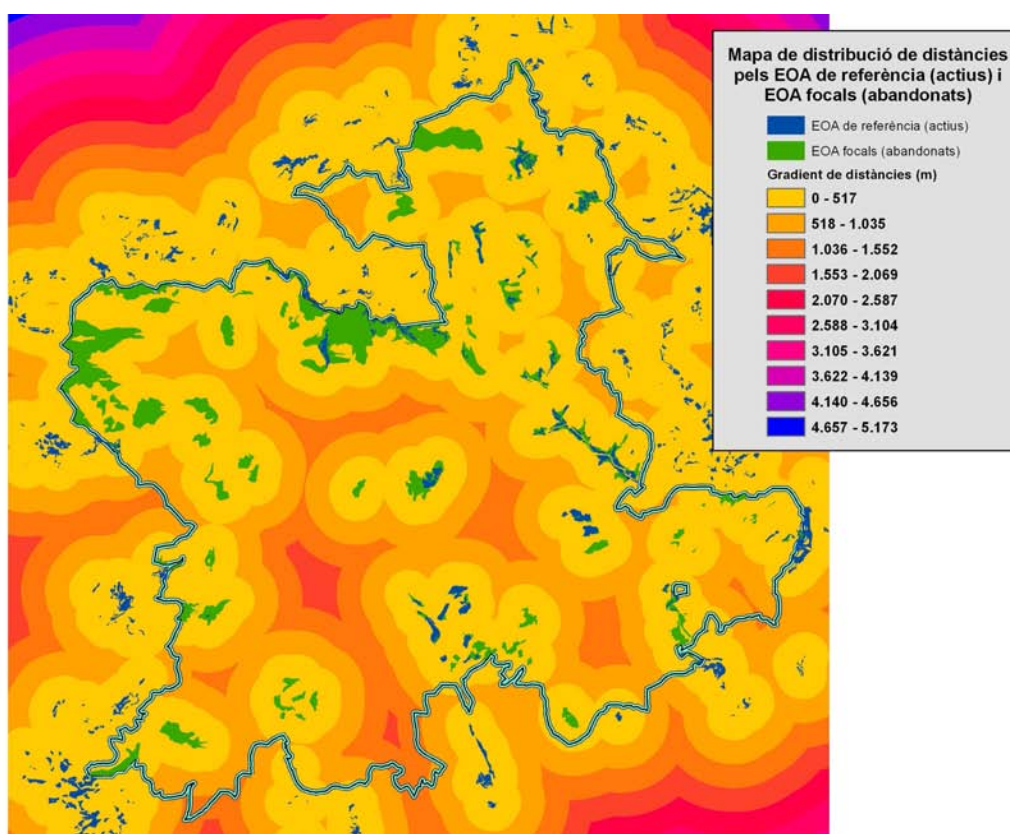 Mapa de distribució de distàncies
pels EOA de referència (actius) i
EOA focals (abandonats)
EOA de referència (actius)
EOA focals (abandonats)
Gradient de distàncies (m)
0 - 517
518 - 1.035
1.036 - 1.552
1.553 - 2.069
2.070 - 2.587
2.588 - 3.104
3.105 - 3.621
3.622 - 4.139
4.140 - 4.656
4.657 - 5.173